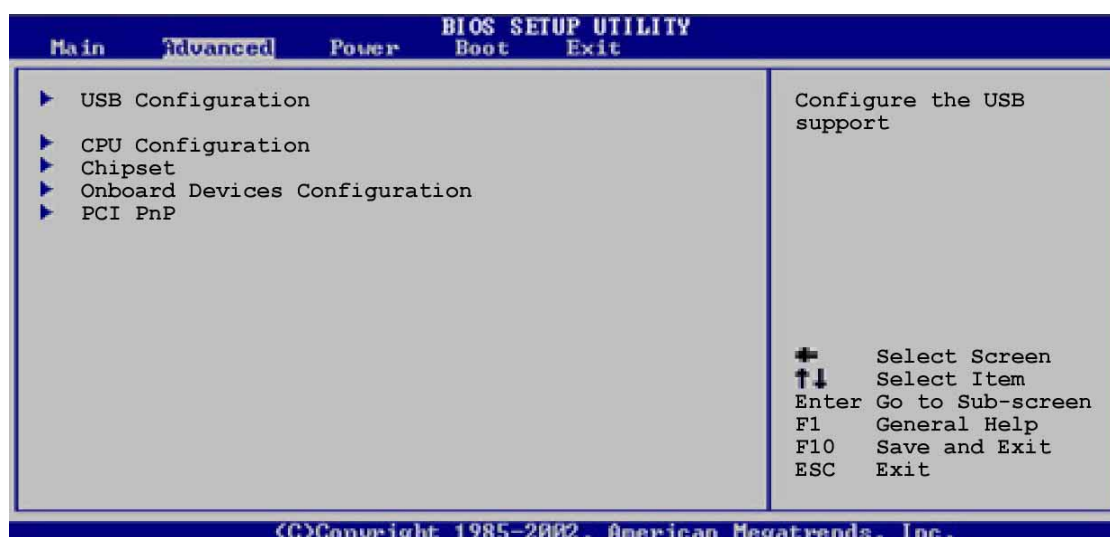 BIOS SETUP UTILITY
Main Advanced Power Boot Exit
USB Configuration
CPU Configuration
Chipset
Onboard Devices Configuration
PCI PnP
Configure the USB
support
Select Screen
↑↓ Select Item
Enter Go to Sub-screen
F1 General Help
F10 Save and Exit
ESC Exit
(C)Copyright 1985-2002, American Megatrends, Inc.